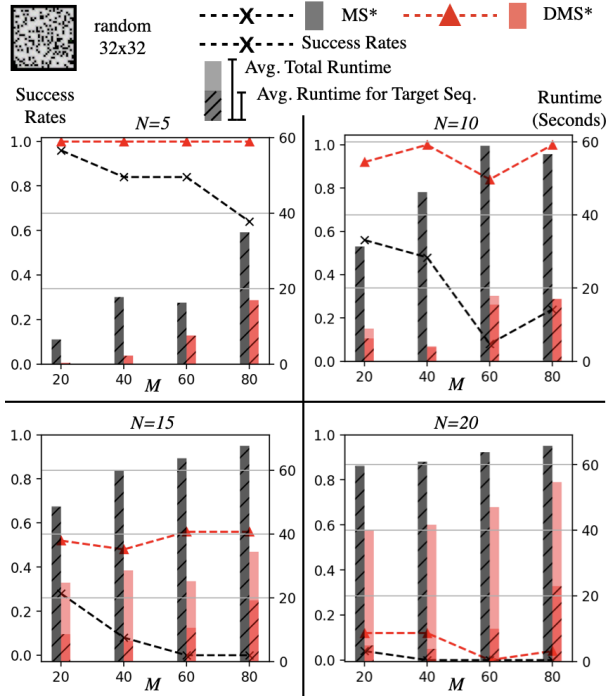 random
32x32
MS*
DMS*
Success Rates
Avg. Total Runtime
Avg. Runtime for Target Seq.
Success
Rates
Runtime
(Seconds)
N=5
1.0
0.8
0.6
0.4
0.2
0.0
60
40
20
0
20
40
60
80
M
N=10
1.0
0.8
0.6
0.4
0.2
0.0
60
40
20
0
20
40
60
80
M
N=15
1.0
0.8
0.6
0.4
0.2
0.0
60
40
20
0
20
40
60
80
M
N=20
1.0
0.8
0.6
0.4
0.2
0.0
60
40
20
0
20
40
60
80
M